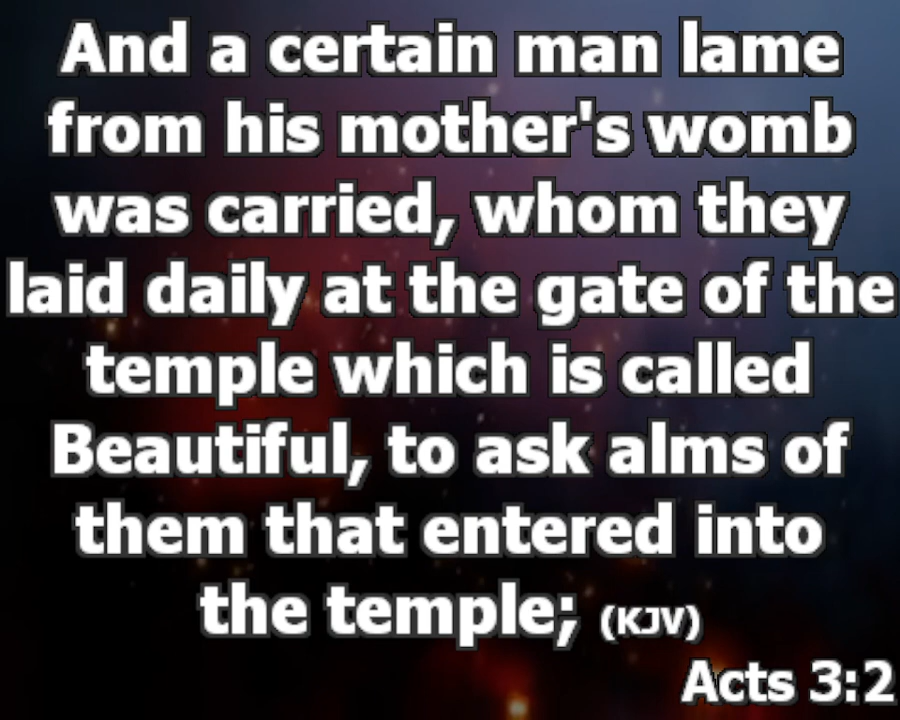 And a certain man lame
from his mother's womb
was carried, whom they
laid daily at the gate of the
temple which is called
Beautiful, to ask alms of
them that entered into
the temple; (KJV)
Acts 3:2